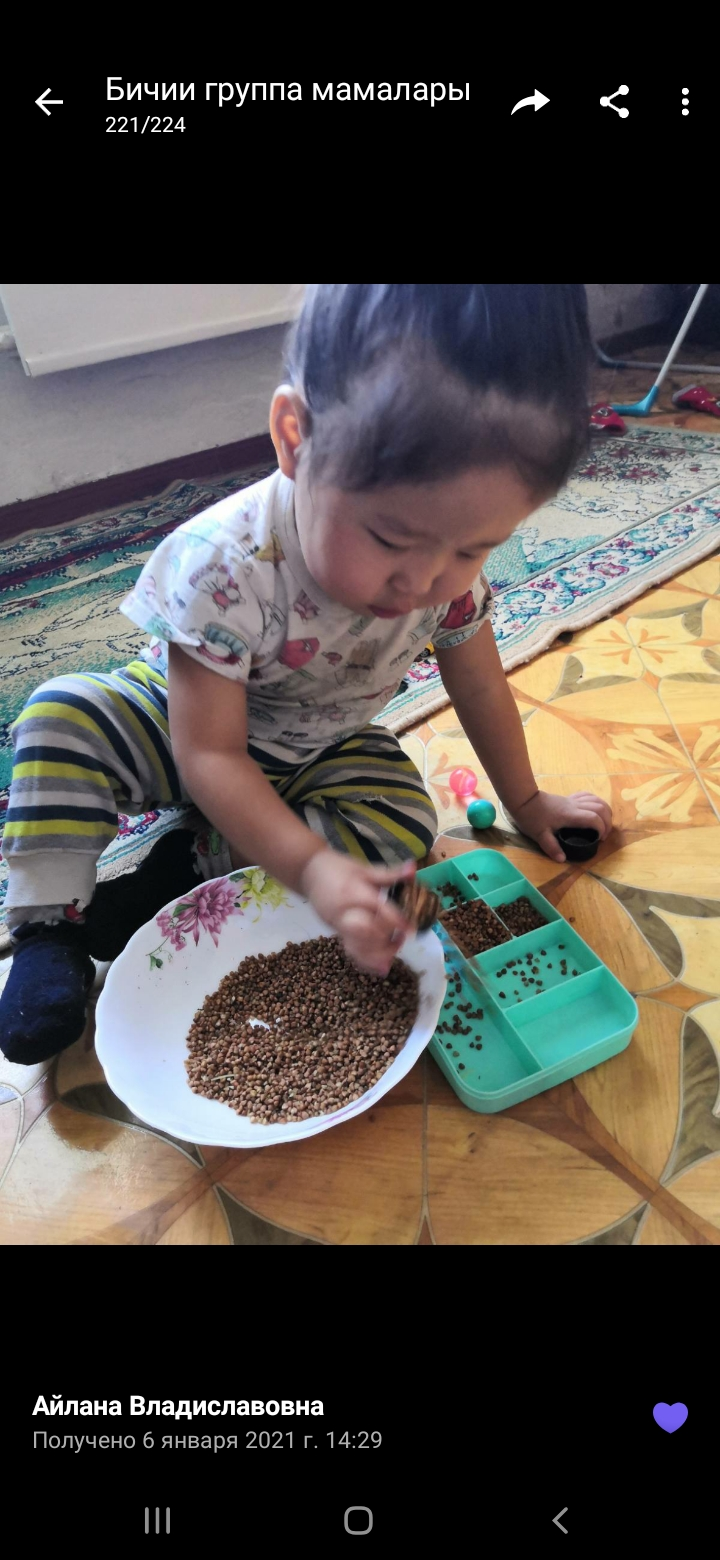 Бичии группа мамалары
221/224
Айлана Владиславовна
Получено 6 января 2021 г. 14:29